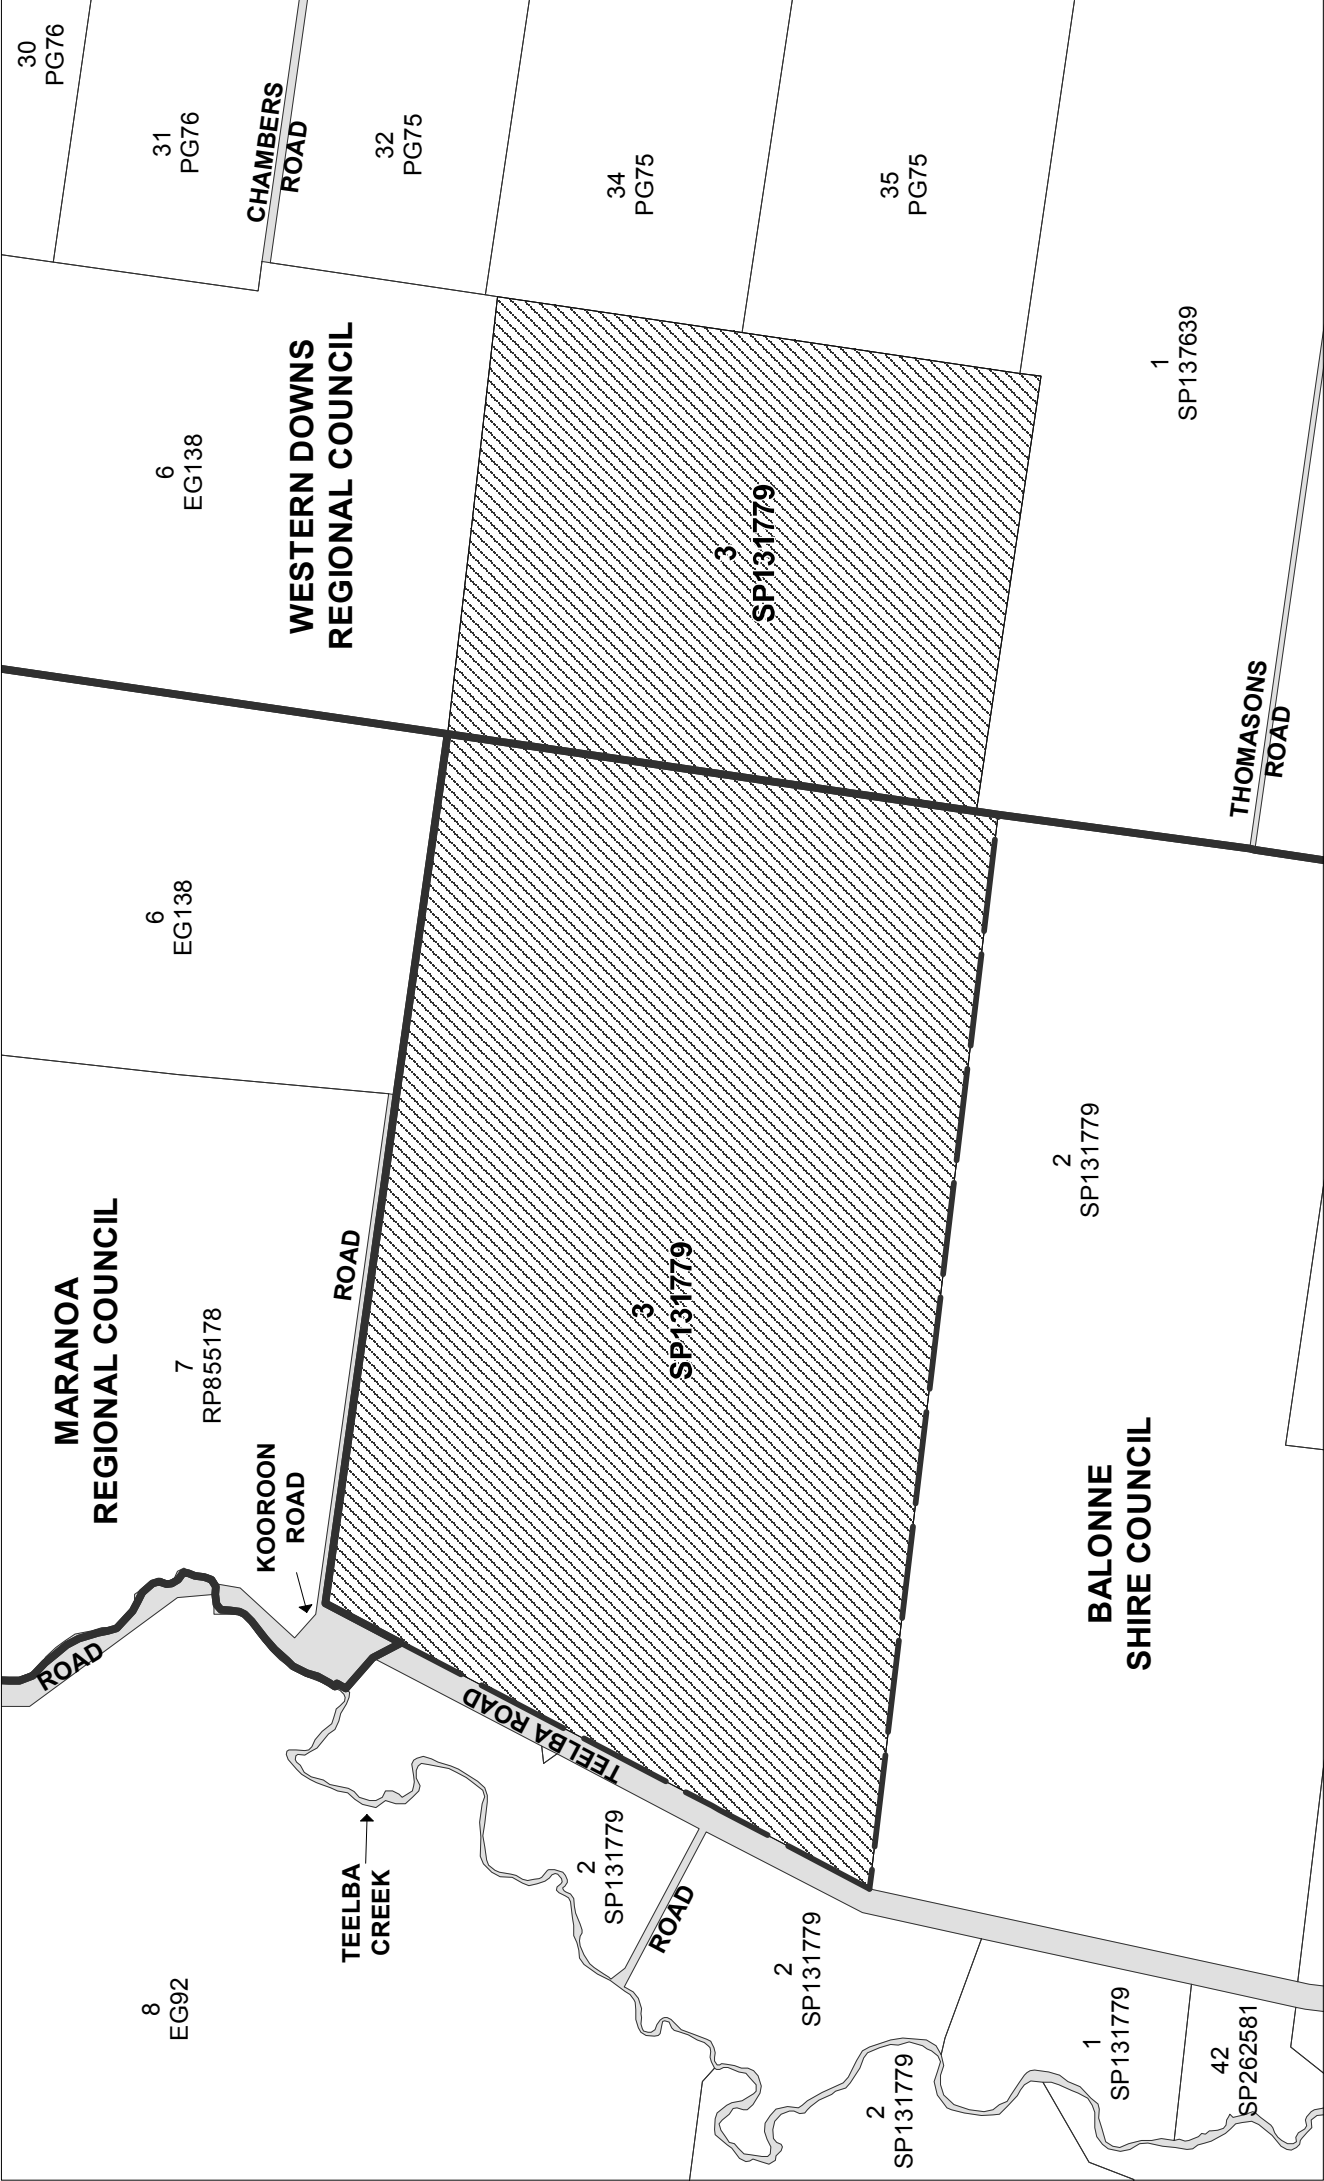 30
PG76
31
PG76
CHAMBERS
ROAD
32
PG75
34
PG75
35
PG75
1
SP137639
6
EG138
WESTERN DOWNS
REGIONAL COUNCIL
3
SP131779
THOMASONS
ROAD
6
EG138
MARANOA
REGIONAL COUNCIL
7
RP855178
ROAD
KOOROON
ROAD
3
SP131779
2
SP131779
BALONNE
SHIRE COUNCIL
ROAD
TEELBA ROAD
TEELBA
CREEK
8
EG92
2
SP131779
ROAD
2
SP131779
2
SP131779
1
SP131779
42
SP262581